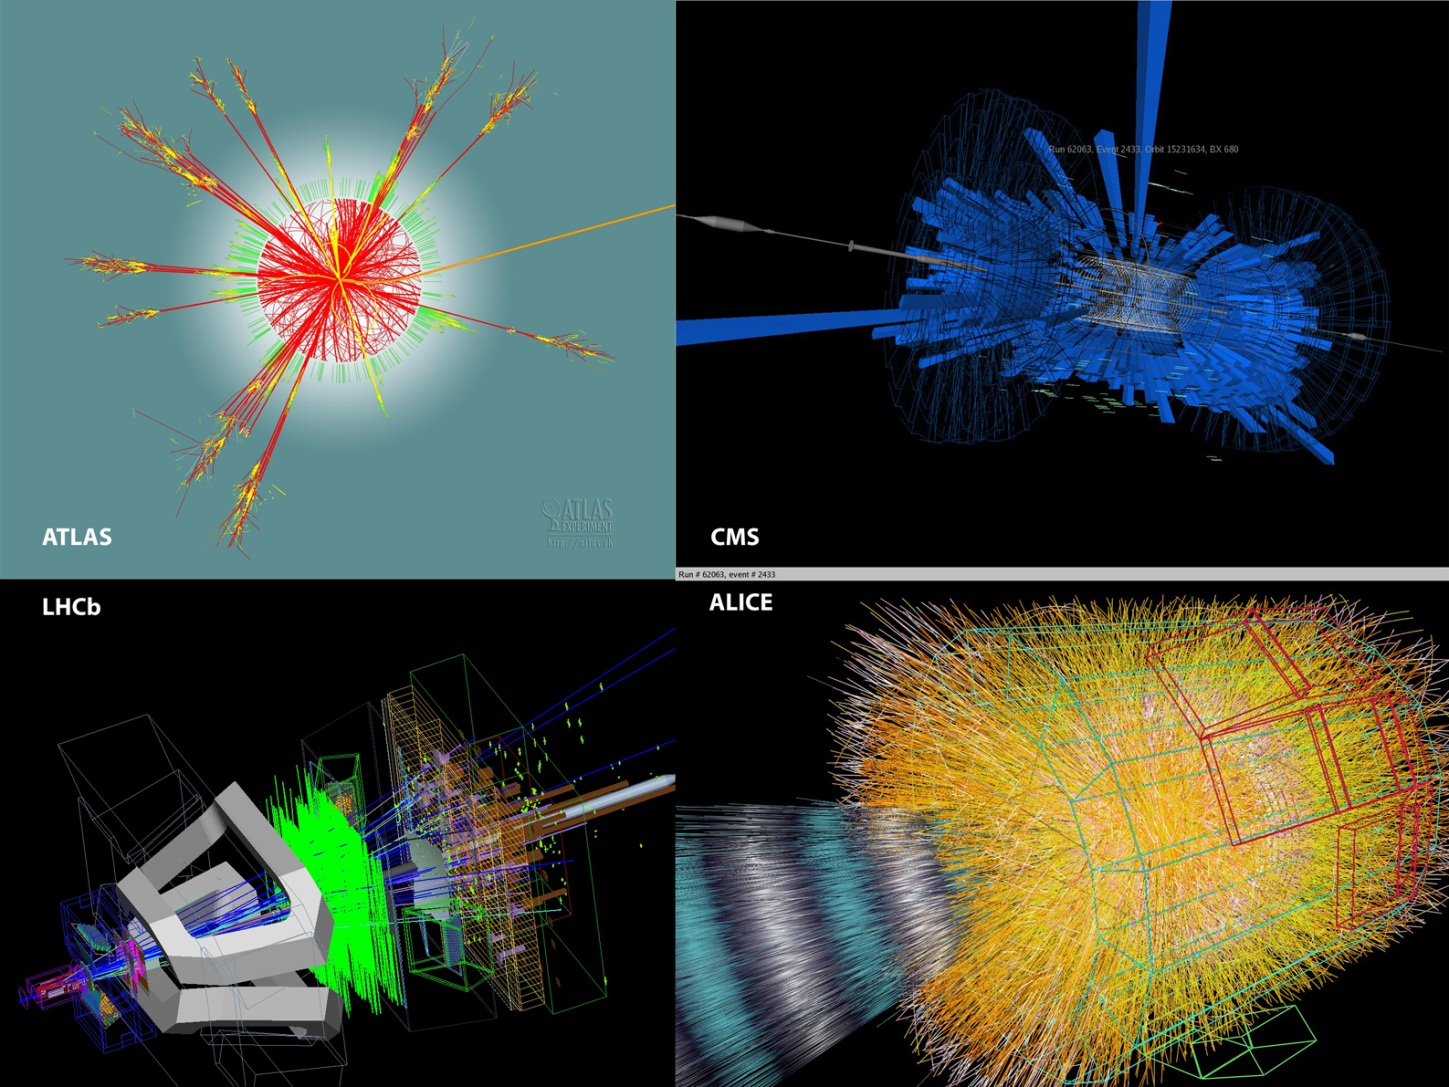 Run 62063, Event 2433, Orbit 15231634, BX 680
ATLAS
EXPERIMENT
http://atlas.ch
ATLAS
CMS
Run # 62063, event # 2433
LHCb
ALICE